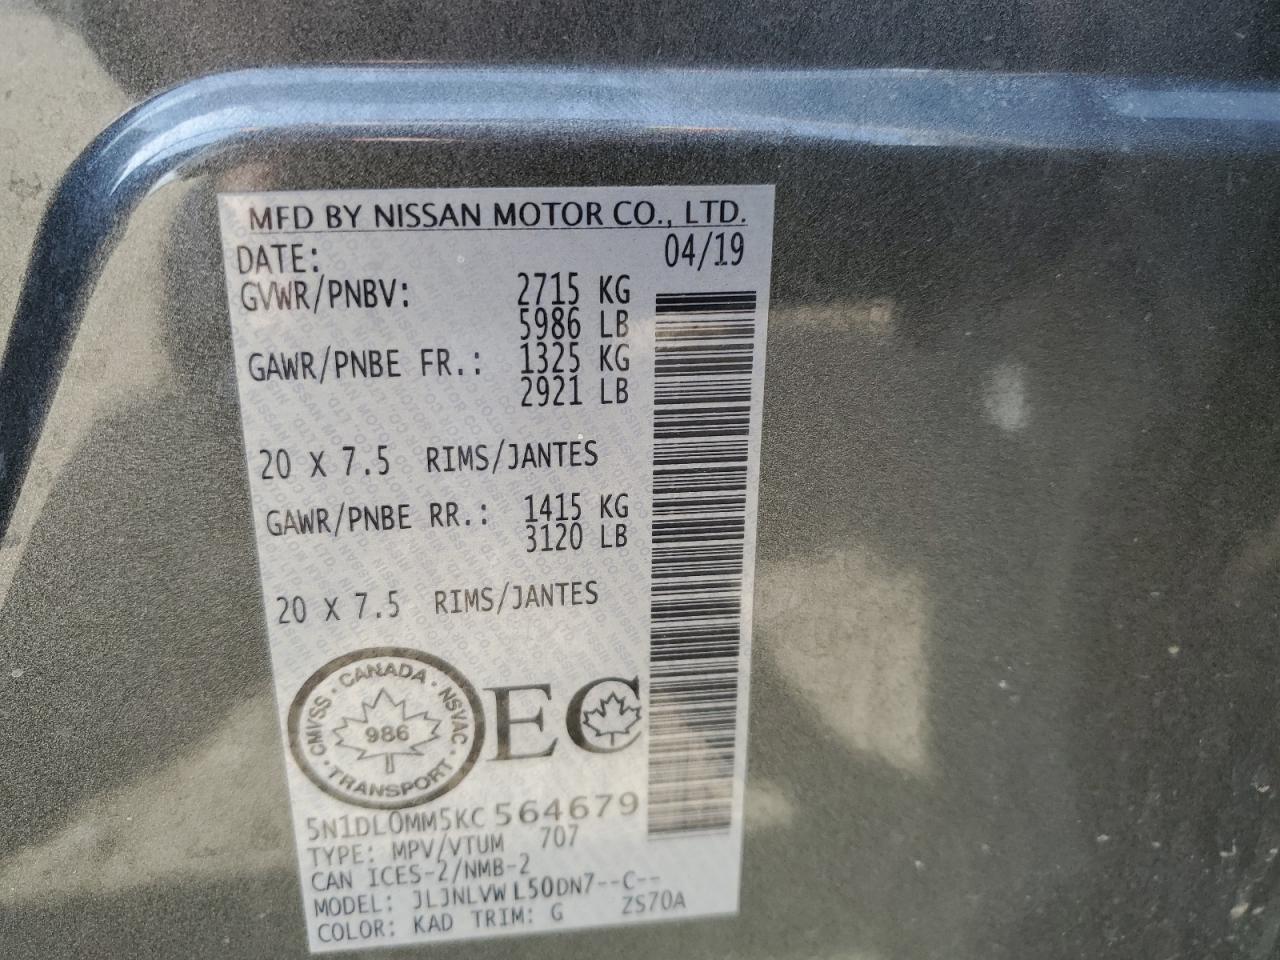 MFD BY NISSAN MOTOR CO., LTD.
DATE: 04/19
GVWR/PNBV: 2715 KG
5986 LB
GAWR/PNBE FR.: 1325 KG
2921 LB
20 X 7.5 RIMS/JANTES
GAWR/PNBE RR.: 1415 KG
3120 LB
20 X 7.5 RIMS/JANTES
CANADA · NSVAC · TRANSPORT · CMVSS ·
986
EC
5N1DL0MM5KC564679
TYPE: MPV/VTUM 707
CAN ICES-2/NMB-2
MODEL: JLJNLVW L50DN7--C--
COLOR: KAD TRIM: G ZS70A